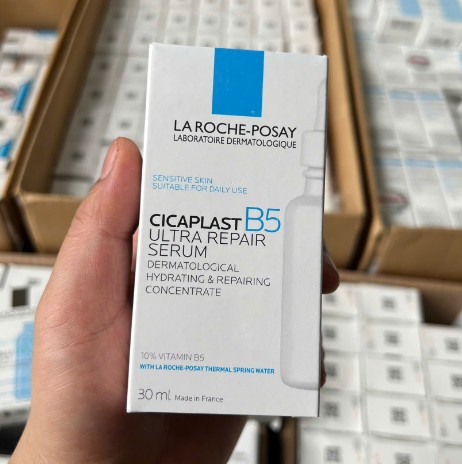 LA ROCHE-POSAY
LABORATOIRE DERMATOLOGIQUE
SENSITIVE SKIN
SUITABLE FOR DAILY USE
CICAPLAST B5
ULTRA REPAIR
SERUM
DERMATOLOGICAL
HYDRATING & REPAIRING
CONCENTRATE
10% VITAMIN B5
WITH LA ROCHE-POSAY THERMAL SPRING WATER
30 ml Made in France